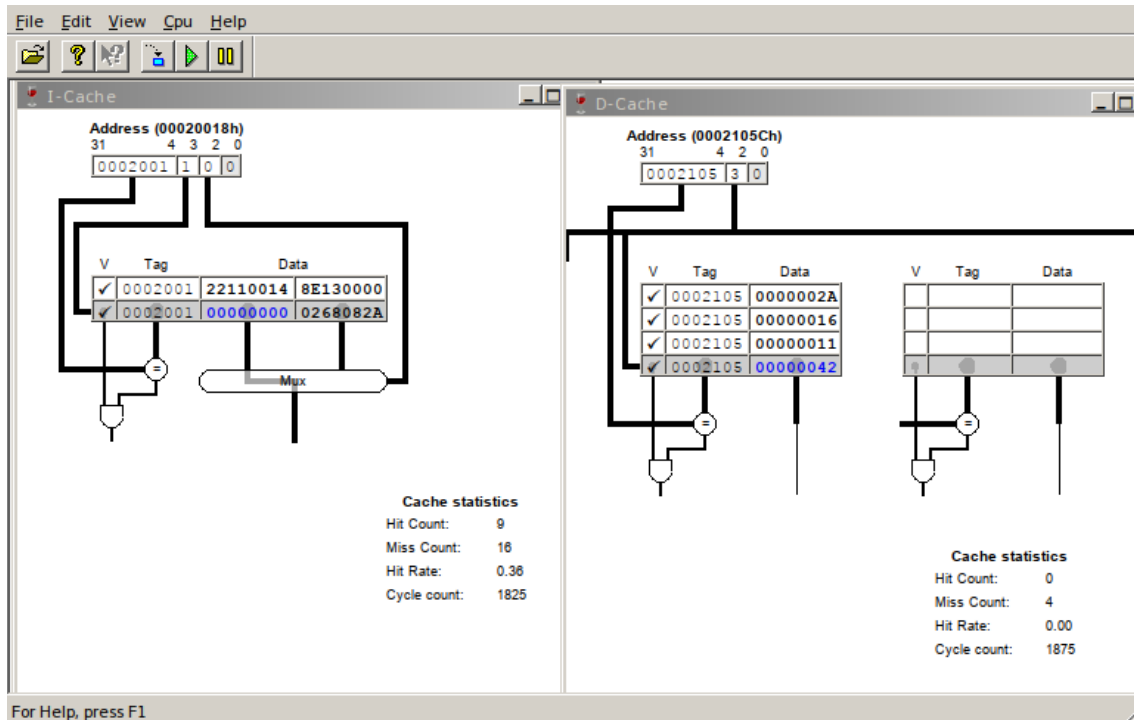 File Edit View Cpu Help
I-Cache
Address (00020018h)
31 4 3 2 0
0002001 1 0 0
V Tag Data
0002001 22110014 8E130000
0002001 00000000 0268082A
=
Mux
Cache statistics
Hit Count: 9
Miss Count: 16
Hit Rate: 0.36
Cycle count: 1825
D-Cache
Address (0002105Ch)
31 4 2 0
0002105 3 0
V Tag Data V Tag Data
0002105 0000002A
0002105 00000016
0002105 00000011
0002105 00000042
= =
Cache statistics
Hit Count: 0
Miss Count: 4
Hit Rate: 0.00
Cycle count: 1875
For Help, press F1